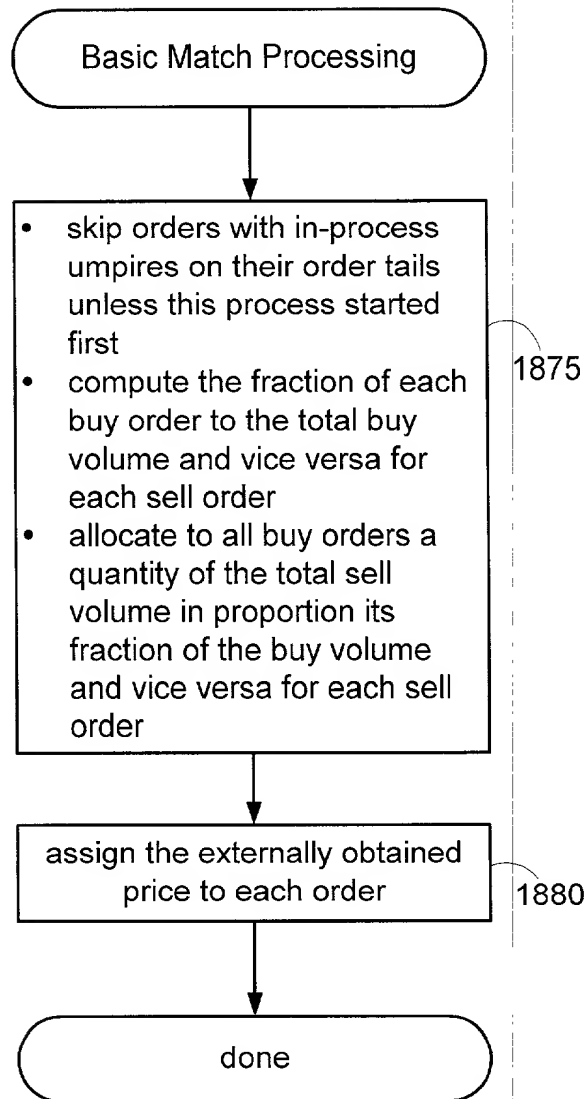 Basic Match Processing
• skip orders with in-process
umpires on their order tails
unless this process started
first
1875
• compute the fraction of each
buy order to the total buy
volume and vice versa for
each sell order
• allocate to all buy orders a
quantity of the total sell
volume in proportion its
fraction of the buy volume
and vice versa for each sell
order
assign the externally obtained
price to each order
1880
done